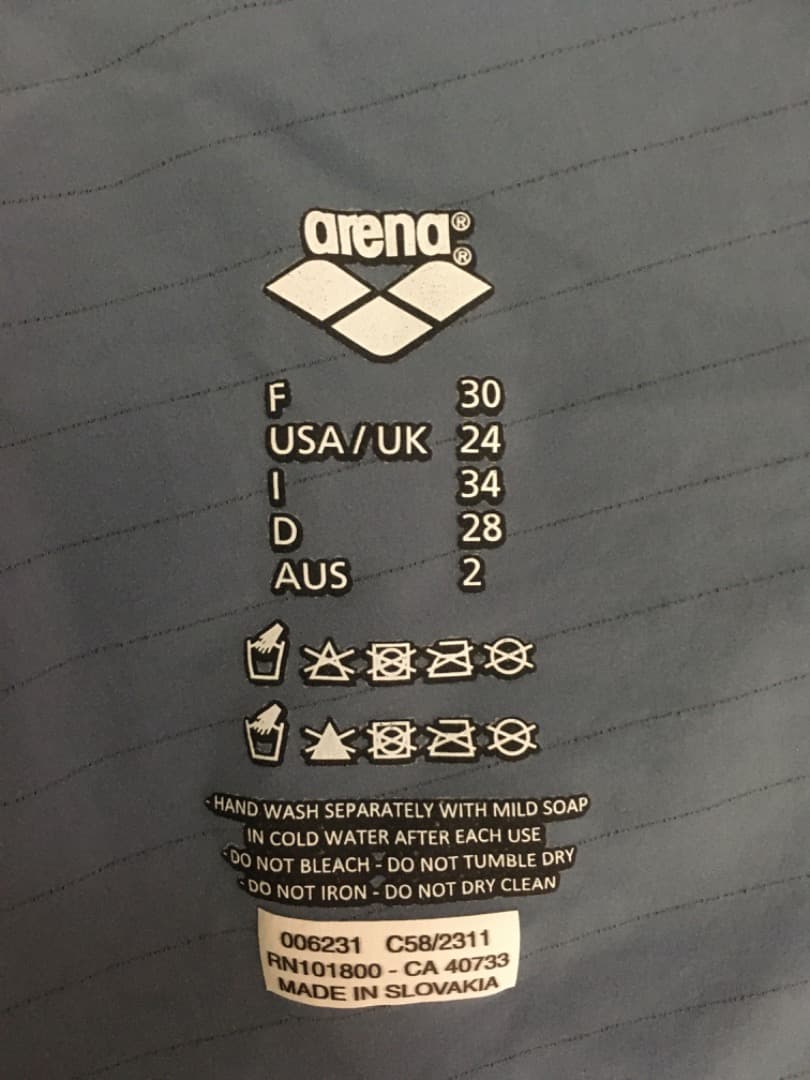 arena®
®
F 30
USA/UK 24
I 34
D 28
AUS 2
-HAND WASH SEPARATELY WITH MILD SOAP
IN COLD WATER AFTER EACH USE
-DO NOT BLEACH - DO NOT TUMBLE DRY
-DO NOT IRON - DO NOT DRY CLEAN
006231 C58/2311
RN101800 - CA 40733
MADE IN SLOVAKIA